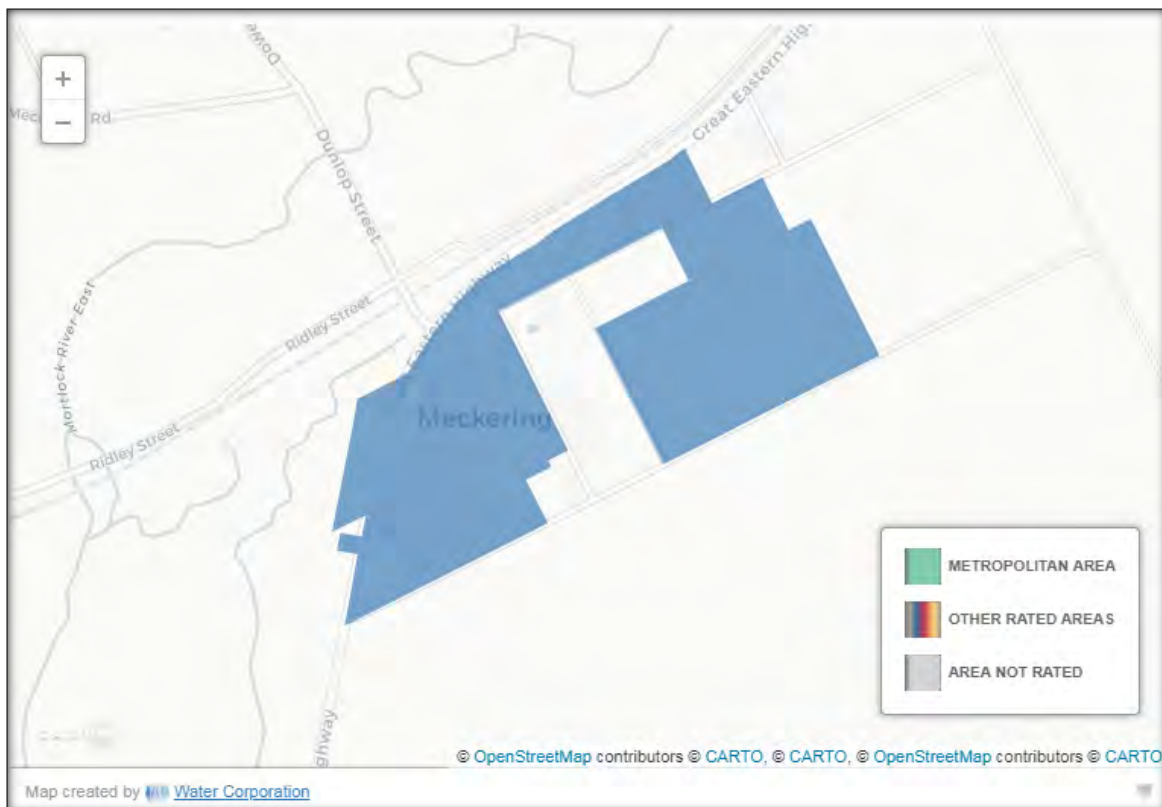 +
−
Dowe
Great Eastern Hig
Rd
Dunlop Street
Eastern Highway
Mortlock River East
Ridley Street
Meckering
Ridley Street
METROPOLITAN AREA
OTHER RATED AREAS
AREA NOT RATED
ghway
© OpenStreetMap contributors © CARTO, © CARTO, © OpenStreetMap contributors © CARTO
Map created by Water Corporation